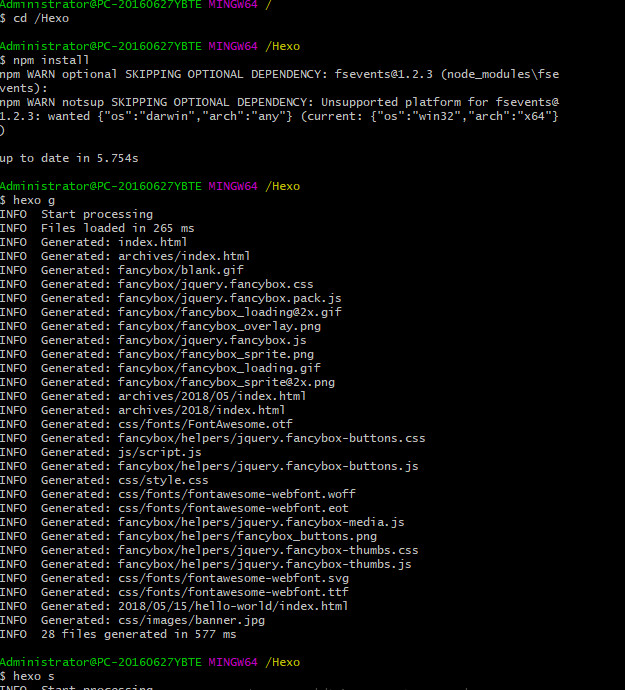 Administrator@PC-20160627YBTE MINGW64 /
$ cd /Hexo
Administrator@PC-20160627YBTE MINGW64 /Hexo
$ npm install
npm WARN optional SKIPPING OPTIONAL DEPENDENCY: fsevents@1.2.3 (node_modules\fse
vents):
npm WARN notsup SKIPPING OPTIONAL DEPENDENCY: Unsupported platform for fsevents@
1.2.3: wanted {"os":"darwin","arch":"any"} (current: {"os":"win32","arch":"x64"}
)
up to date in 5.754s
Administrator@PC-20160627YBTE MINGW64 /Hexo
$ hexo g
INFO  Start processing
INFO  Files loaded in 265 ms
INFO  Generated: index.html
INFO  Generated: archives/index.html
INFO  Generated: fancybox/blank.gif
INFO  Generated: fancybox/jquery.fancybox.css
INFO  Generated: fancybox/jquery.fancybox.pack.js
INFO  Generated: fancybox/fancybox_loading@2x.gif
INFO  Generated: fancybox/fancybox_overlay.png
INFO  Generated: fancybox/jquery.fancybox.js
INFO  Generated: fancybox/fancybox_sprite.png
INFO  Generated: fancybox/fancybox_loading.gif
INFO  Generated: fancybox/fancybox_sprite@2x.png
INFO  Generated: archives/2018/05/index.html
INFO  Generated: archives/2018/index.html
INFO  Generated: css/fonts/FontAwesome.otf
INFO  Generated: fancybox/helpers/jquery.fancybox-buttons.css
INFO  Generated: js/script.js
INFO  Generated: fancybox/helpers/jquery.fancybox-buttons.js
INFO  Generated: css/style.css
INFO  Generated: css/fonts/fontawesome-webfont.woff
INFO  Generated: css/fonts/fontawesome-webfont.eot
INFO  Generated: fancybox/helpers/jquery.fancybox-media.js
INFO  Generated: fancybox/helpers/fancybox_buttons.png
INFO  Generated: fancybox/helpers/jquery.fancybox-thumbs.css
INFO  Generated: fancybox/helpers/jquery.fancybox-thumbs.js
INFO  Generated: css/fonts/fontawesome-webfont.svg
INFO  Generated: css/fonts/fontawesome-webfont.ttf
INFO  Generated: 2018/05/15/hello-world/index.html
INFO  Generated: css/images/banner.jpg
INFO  28 files generated in 577 ms
Administrator@PC-20160627YBTE MINGW64 /Hexo
$ hexo s
INFO  Start processing